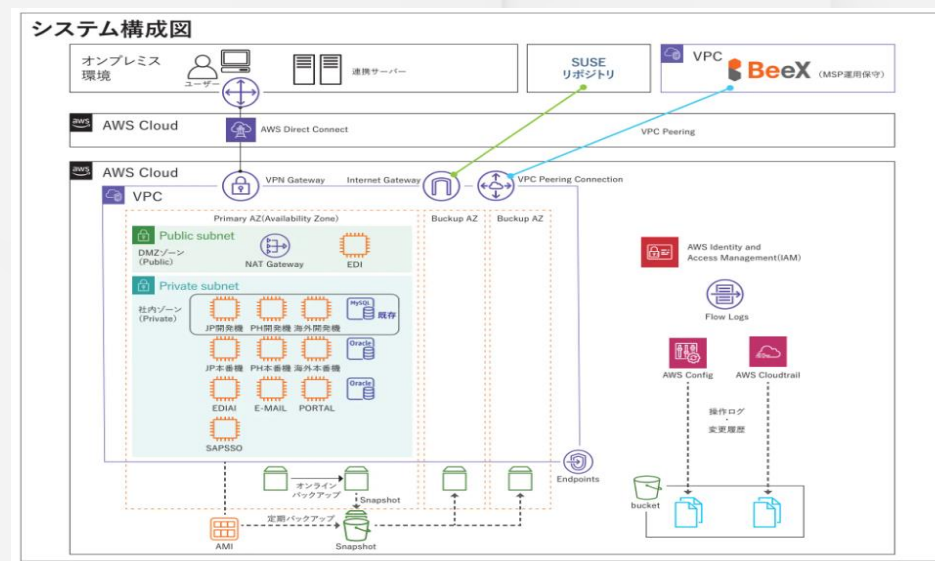 システム構成図
オンプレミス
環境
ユーザー
連携サーバー
SUSE
リポジトリ
VPC
BeeX
(MSP運用保守)
aws
AWS Cloud
AWS Direct Connect
VPC Peering
aws
AWS Cloud
VPC
VPN Gateway
Internet Gateway
VPC Peering Connection
Primary AZ(Availability Zone)
Buckup AZ
Buckup AZ
Public subnet
DMZゾーン
(Public)
NAT Gateway
EDI
Private subnet
社内ゾーン
(Private)
MySQL
既存
JP開発機
PH開発機
海外開発機
Oracle
JP本番機
PH本番機
海外本番機
Oracle
EDIAI
E-MAIL
PORTAL
SAPSSO
AWS Identity and
Access Management(IAM)
Flow Logs
AWS Config
AWS Cloudtrail
操作ログ
・
変更履歴
Endpoints
オンライン
バックアップ
Snapshot
定期バックアップ
AMI
Snapshot
bucket